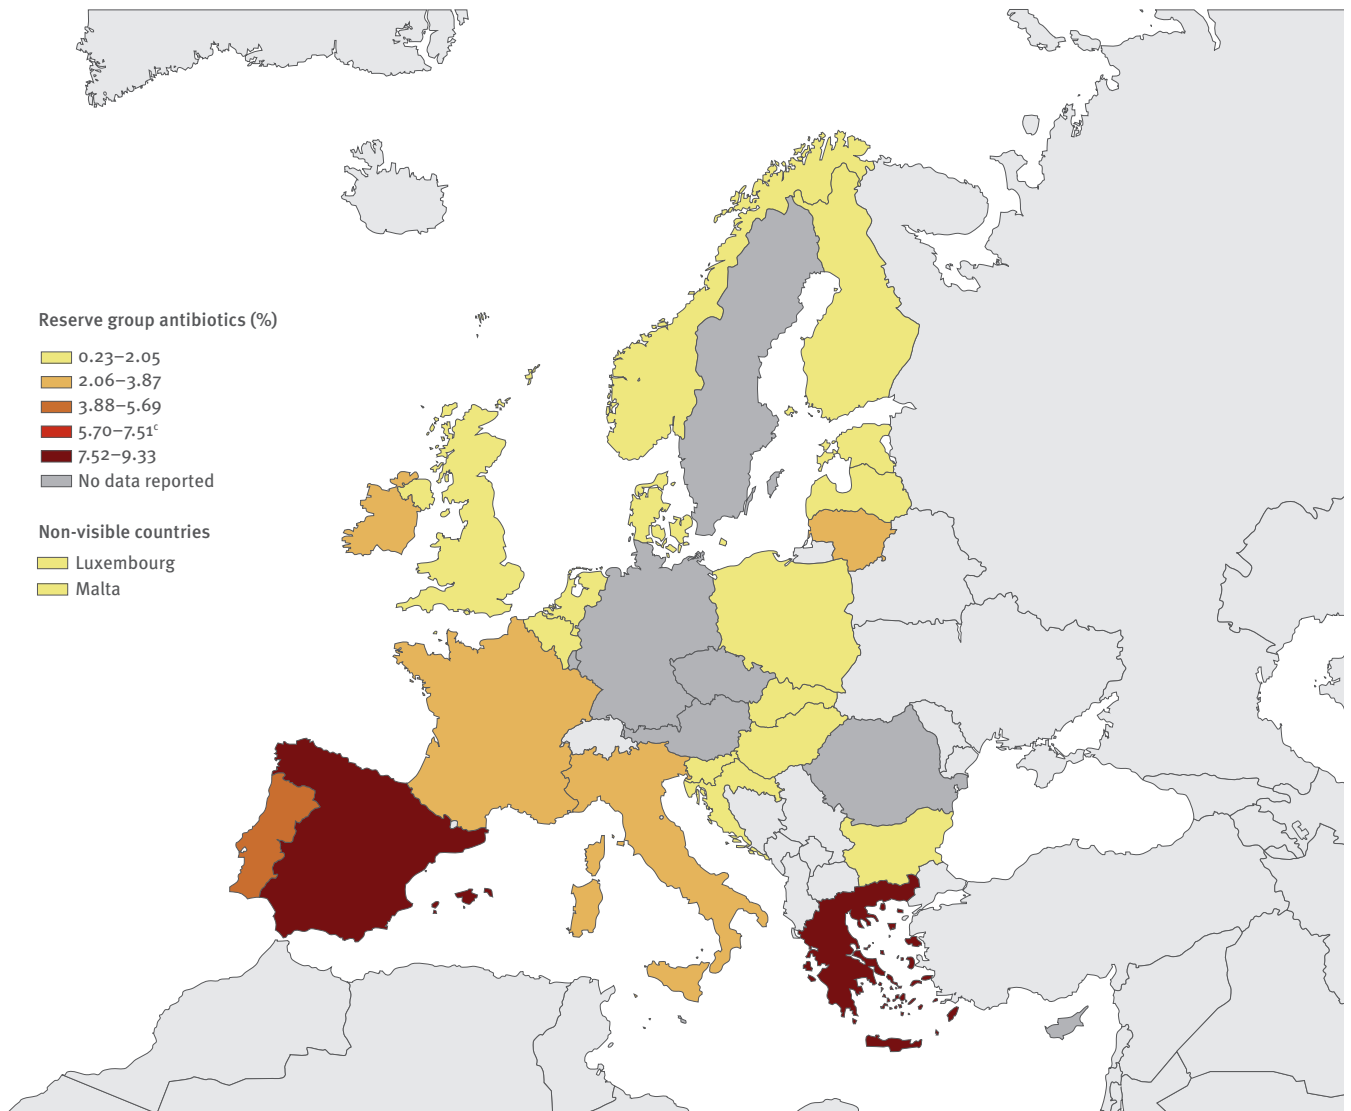 Reserve group antibiotics (%)
0.23–2.05
2.06–3.87
3.88–5.69
5.70–7.51ᶜ
7.52–9.33
No data reported
Non-visible countries
Luxembourg
Malta